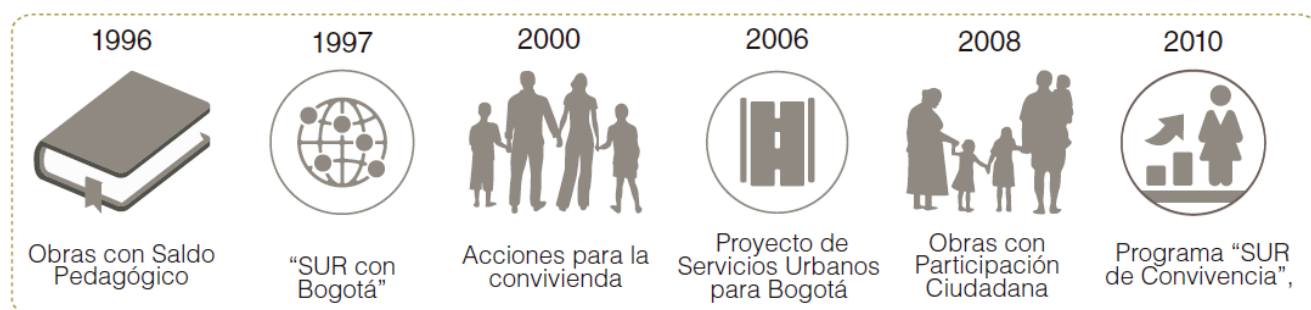 1996
Obras con Saldo
Pedagógico
1997
“SUR con
Bogotá”
2000
Acciones para la
convivienda
2006
Proyecto de
Servicios Urbanos
para Bogotá
2008
Obras con
Participación
Ciudadana
2010
Programa “SUR
de Convivencia”,